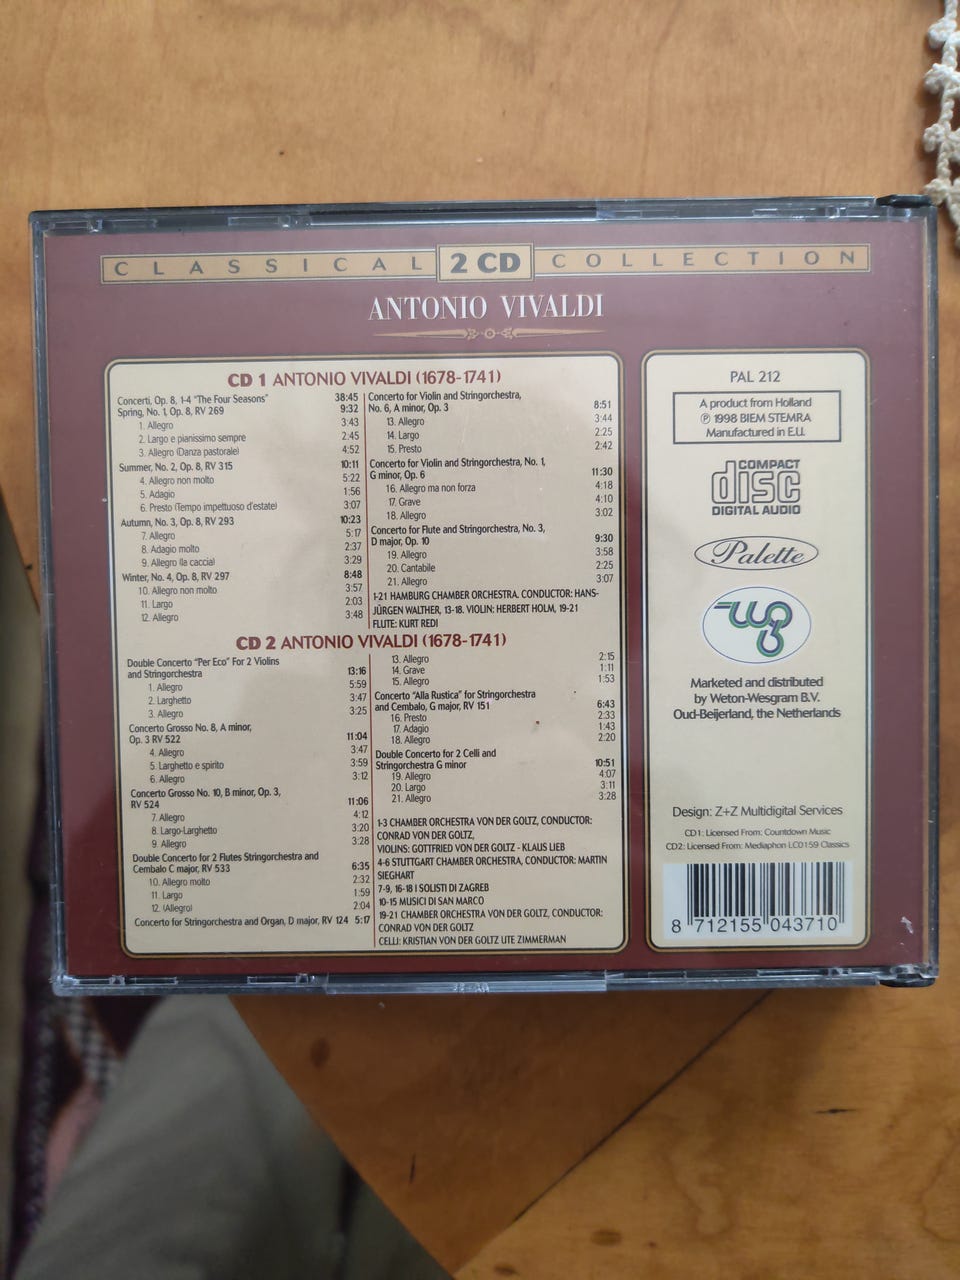 CLASSICAL 2 CD COLLECTION
ANTONIO VIVALDI
CD 1 ANTONIO VIVALDI (1678-1741)
Concerti, Op. 8, 1-4 "The Four Seasons" 38:45
Spring, No. 1, Op. 8, RV 269 9:32
1. Allegro 3:43
2. Largo e pianissimo sempre 2:45
3. Allegro (Danza pastorale) 4:52
Summer, No. 2, Op. 8, RV 315 10:11
4. Allegro non molto 5:22
5. Adagio 1:56
6. Presto (Tempo impettuoso d'estate) 3:07
Autumn, No. 3, Op. 8, RV 293 10:23
7. Allegro 5:17
8. Adagio molto 2:37
9. Allegro (la caccia) 3:29
Winter, No. 4, Op. 8, RV 297 8:48
10. Allegro non molto 3:57
11. Largo 2:03
12. Allegro 3:48
Concerto for Violin and Stringorchestra,
No. 6, A minor, Op. 3 8:51
13. Allegro 3:44
14. Largo 2:25
15. Presto 2:42
Concerto for Violin and Stringorchestra, No. 1,
G minor, Op. 6 11:30
16. Allegro ma non forza 4:18
17. Grave 4:10
18. Allegro 3:02
Concerto for Flute and Stringorchestra, No. 3,
D major, Op. 10 9:30
19. Allegro 3:58
20. Cantabile 2:25
21. Allegro 3:07
1-21 HAMBURG CHAMBER ORCHESTRA. CONDUCTOR: HANS-
JÜRGEN WALTHER, 13-18. VIOLIN: HERBERT HOLM, 19-21
FLUTE: KURT REDI
CD 2 ANTONIO VIVALDI (1678-1741)
Double Concerto "Per Eco" For 2 Violins
and Stringorchestra 13:16
1. Allegro 5:59
2. Larghetto 3:47
3. Allegro 3:25
Concerto Grosso No. 8, A minor,
Op. 3 RV 522 11:04
4. Allegro 3:47
5. Larghetto e spirito 3:59
6. Allegro 3:12
Concerto Grosso No. 10, B minor, Op. 3,
RV 524 11:06
7. Allegro 4:12
8. Largo-Larghetto 3:20
9. Allegro 3:28
Double Concerto for 2 Flutes Stringorchestra and
Cembalo C major, RV 533 6:35
10. Allegro molto 2:32
11. Largo 1:59
12. (Allegro) 2:04
Concerto for Stringorchestra and Organ, D major, RV 124 5:17
13. Allegro 2:15
14. Grave 1:11
15. Allegro 1:53
Concerto "Alla Rustica" for Stringorchestra
and Cembalo, G major, RV 151 6:43
16. Presto 2:33
17. Adagio 1:43
18. Allegro 2:20
Double Concerto for 2 Celli and
Stringorchestra G minor 10:51
19. Allegro 4:07
20. Largo 3:11
21. Allegro 3:28
1-3 CHAMBER ORCHESTRA VON DER GOLTZ, CONDUCTOR:
CONRAD VON DER GOLTZ,
VIOLINS: GOTTFRIED VON DER GOLTZ - KLAUS LIEB
4-6 STUTTGART CHAMBER ORCHESTRA, CONDUCTOR: MARTIN
SIEGHART
7-9, 16-18 I SOLISTI DI ZAGREB
10-15 MUSICI DI SAN MARCO
19-21 CHAMBER ORCHESTRA VON DER GOLTZ, CONDUCTOR:
CONRAD VON DER GOLTZ
CELLI: KRISTIAN VON DER GOLTZ UTE ZIMMERMAN
PAL 212
A product from Holland
℗ 1998 BIEM STEMRA
Manufactured in E.U.
COMPACT
disc
DIGITAL AUDIO
Palette
Marketed and distributed
by Weton-Wesgram B.V.
Oud-Beijerland, the Netherlands
Design: Z+Z Multidigital Services
CD1: Licensed From: Countdown Music
CD2: Licensed From: Mediaphon LC0159 Classics
8 712155 043710